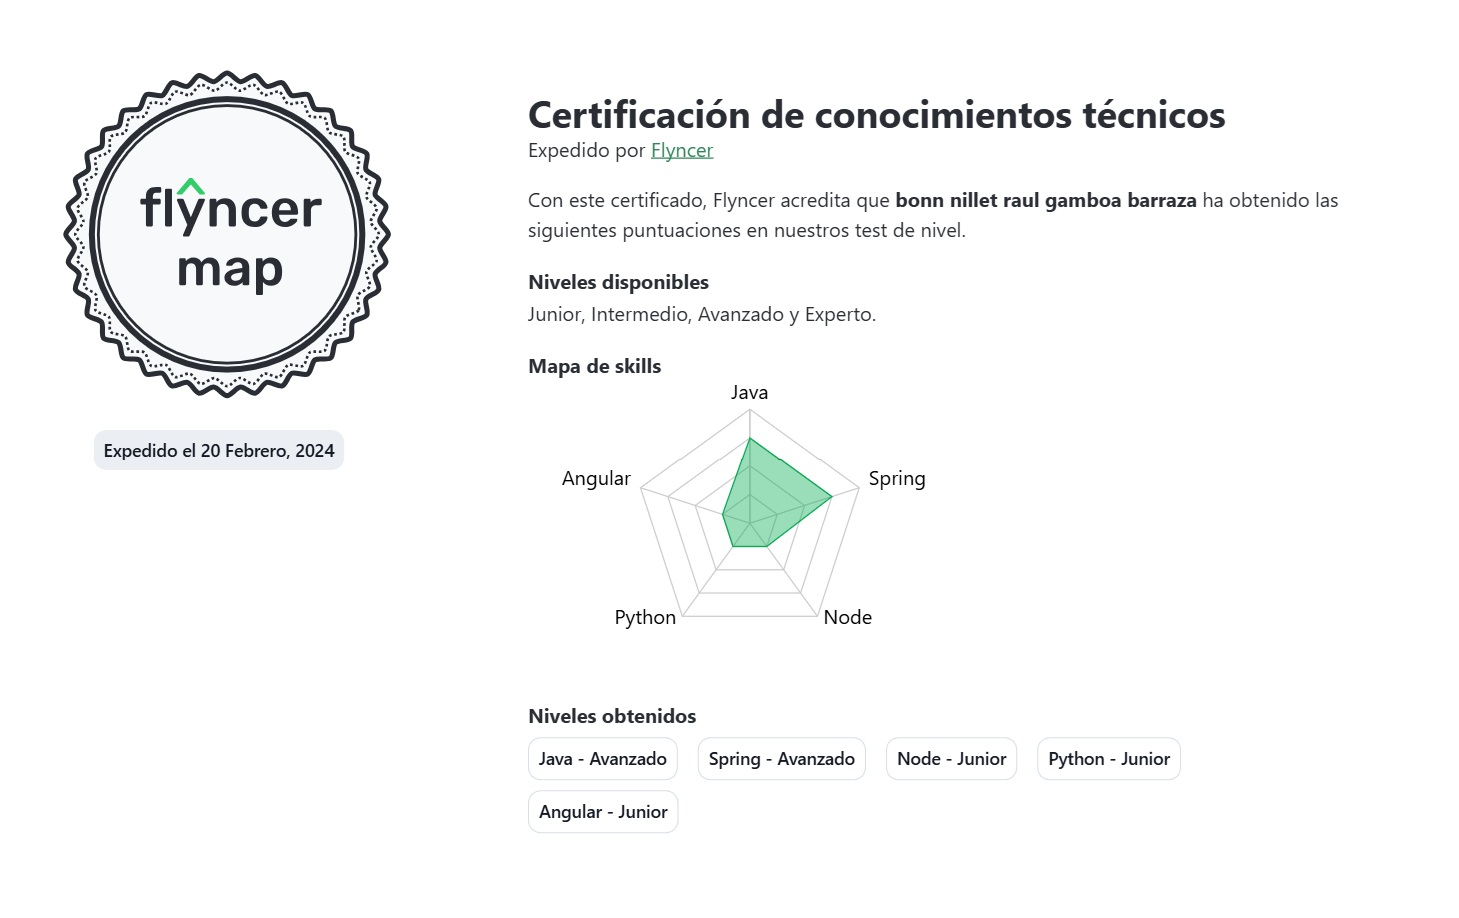 flyncer
map
Expedido el 20 Febrero, 2024
Certificación de conocimientos técnicos
Expedido por Flyncer
Con este certificado, Flyncer acredita que bonn nillet raul gamboa barraza ha obtenido las
siguientes puntuaciones en nuestros test de nivel.
Niveles disponibles
Junior, Intermedio, Avanzado y Experto.
Mapa de skills
Java
Angular
Spring
Python
Node
Niveles obtenidos
Java - Avanzado
Spring - Avanzado
Node - Junior
Python - Junior
Angular - Junior